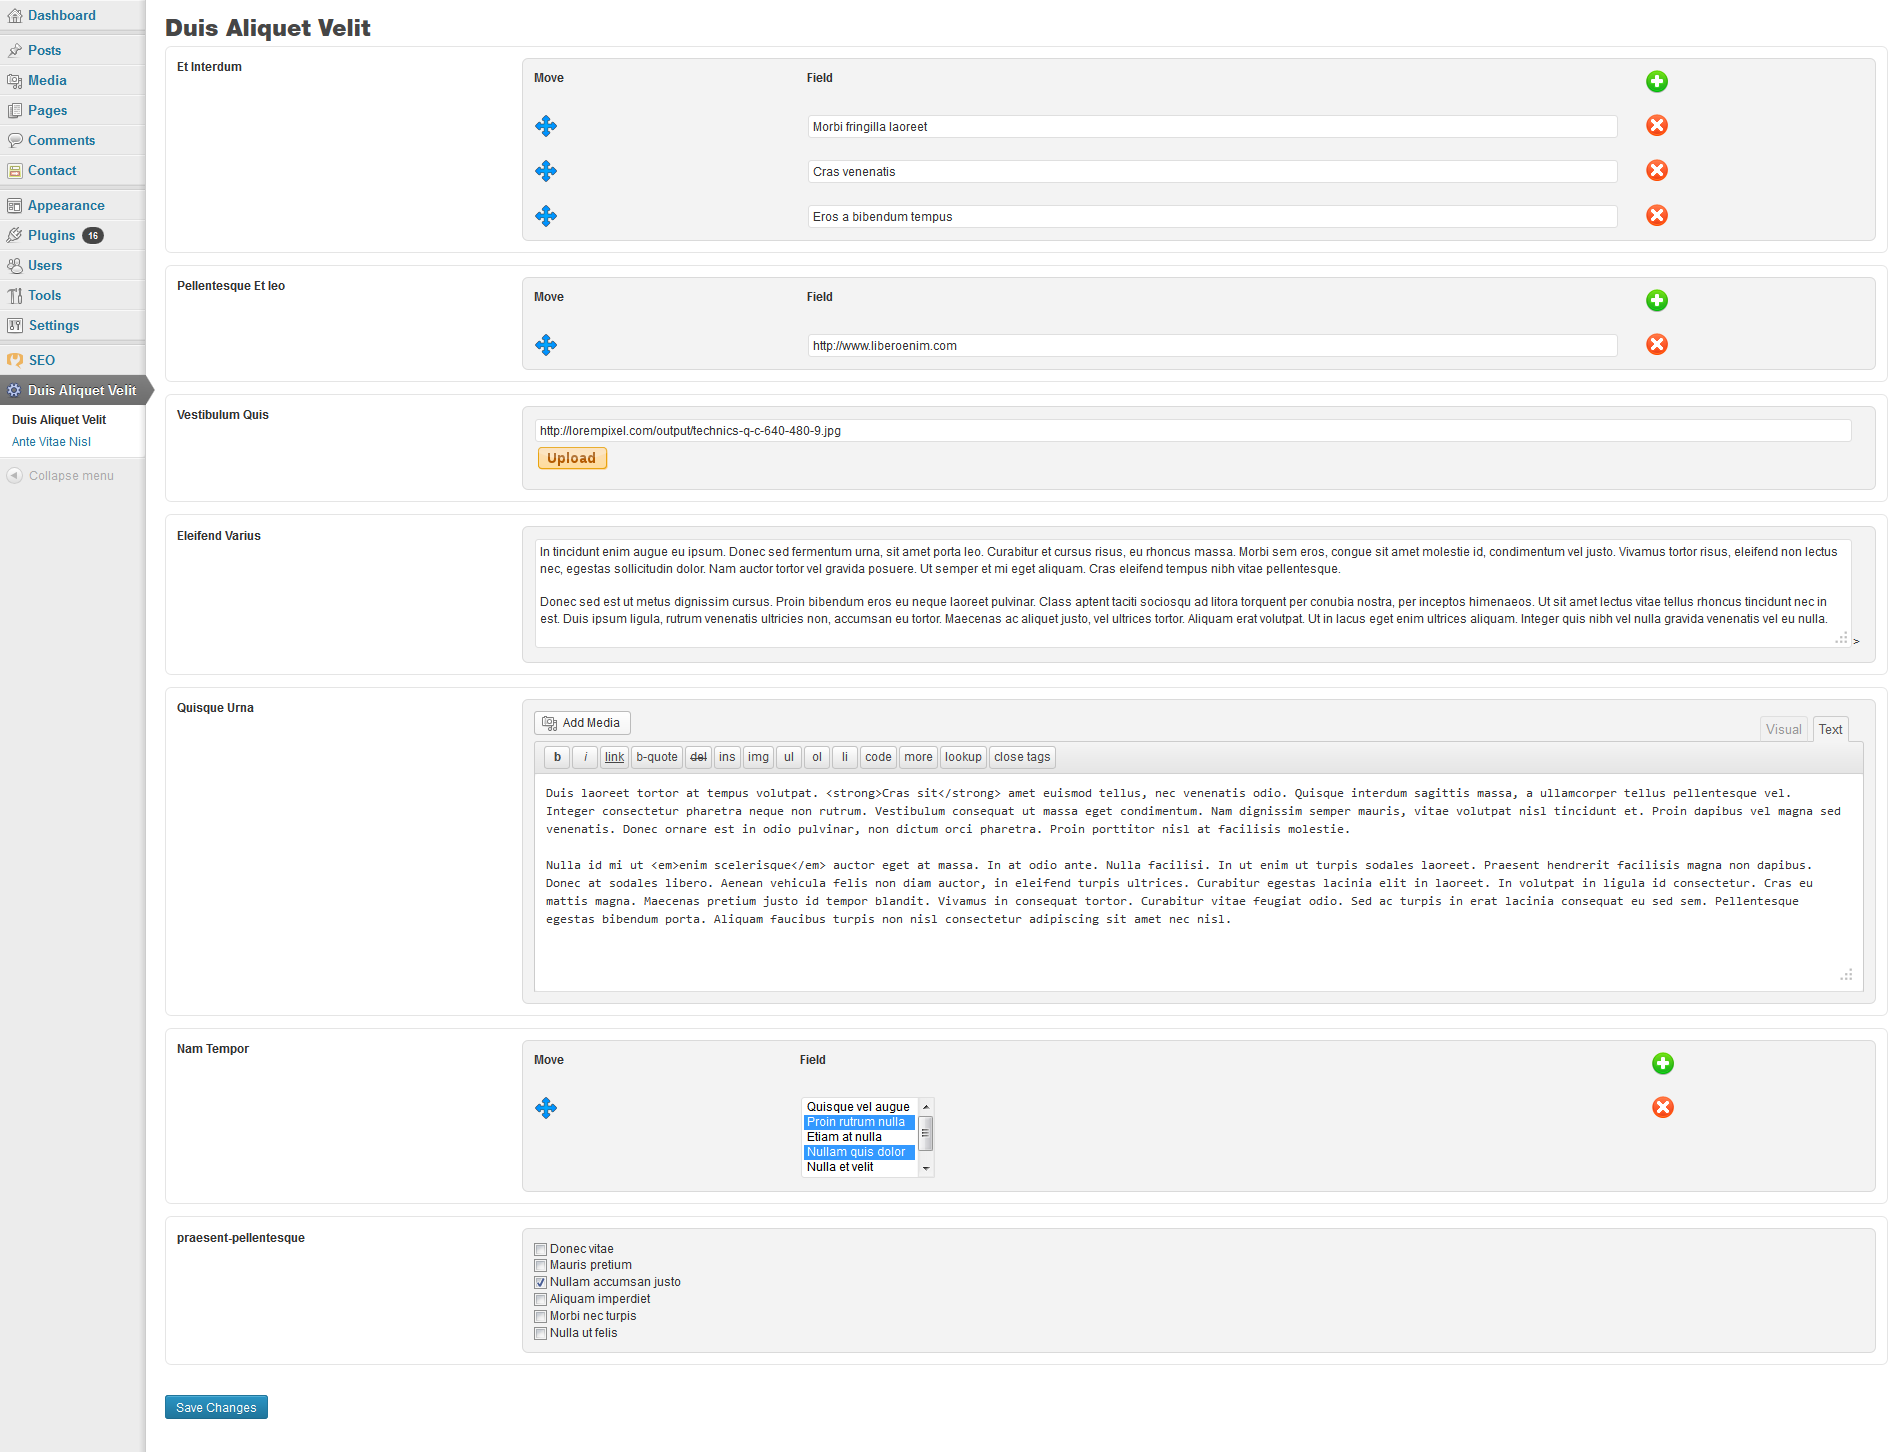 Dashboard
Posts
Media
Pages
Comments
Contact
Appearance
Plugins 16
Users
Tools
Settings
SEO
Duis Aliquet Velit
Duis Aliquet Velit
Ante Vitae Nisl
Collapse menu
Duis Aliquet Velit
Et Interdum
Move Field
Morbi fringilla laoreet
Cras venenatis
Eros a bibendum tempus
Pellentesque Et leo
Move Field
http://www.liberoenim.com
Vestibulum Quis
http://lorempixel.com/output/technics-q-c-640-480-9.jpg
Upload
Eleifend Varius
In tincidunt enim augue eu ipsum. Donec sed fermentum urna, sit amet porta leo. Curabitur et cursus risus, eu rhoncus massa. Morbi sem eros, congue sit amet molestie id, condimentum vel justo. Vivamus tortor risus, eleifend non lectus
nec, egestas sollicitudin dolor. Nam auctor tortor vel gravida posuere. Ut semper et mi eget aliquam. Cras eleifend tempus nibh vitae pellentesque.
Donec sed est ut metus dignissim cursus. Proin bibendum eros eu neque laoreet pulvinar. Class aptent taciti sociosqu ad litora torquent per conubia nostra, per inceptos himenaeos. Ut sit amet lectus vitae tellus rhoncus tincidunt nec in
est. Duis ipsum ligula, rutrum venenatis ultricies non, accumsan eu tortor. Maecenas ac aliquet justo, vel ultrices tortor. Aliquam erat volutpat. Ut in lacus eget enim ultrices aliquam. Integer quis nibh vel nulla gravida venenatis vel eu nulla.
>
Quisque Urna
Add Media
Visual Text
b i link b-quote del ins img ul ol li code more lookup close tags
Duis laoreet tortor at tempus volutpat. <strong>Cras sit</strong> amet euismod tellus, nec venenatis odio. Quisque interdum sagittis massa, a ullamcorper tellus pellentesque vel.
Integer consectetur pharetra neque non rutrum. Vestibulum consequat ut massa eget condimentum. Nam dignissim semper mauris, vitae volutpat nisl tincidunt et. Proin dapibus vel magna sed
venenatis. Donec ornare est in odio pulvinar, non dictum orci pharetra. Proin porttitor nisl at facilisis molestie.
Nulla id mi ut <em>enim scelerisque</em> auctor eget at massa. In at odio ante. Nulla facilisi. In ut enim ut turpis sodales laoreet. Praesent hendrerit facilisis magna non dapibus.
Donec at sodales libero. Aenean vehicula felis non diam auctor, in eleifend turpis ultrices. Curabitur egestas lacinia elit in laoreet. In volutpat in ligula id consectetur. Cras eu
mattis magna. Maecenas pretium justo id tempor blandit. Vivamus in consequat tortor. Curabitur vitae feugiat odio. Sed ac turpis in erat lacinia consequat eu sed sem. Pellentesque
egestas bibendum porta. Aliquam faucibus turpis non nisl consectetur adipiscing sit amet nec nisl.
Nam Tempor
Move Field
Quisque vel augue
Proin rutrum nulla
Etiam at nulla
Nullam quis dolor
Nulla et velit
praesent-pellentesque
Donec vitae
Mauris pretium
Nullam accumsan justo
Aliquam imperdiet
Morbi nec turpis
Nulla ut felis
Save Changes